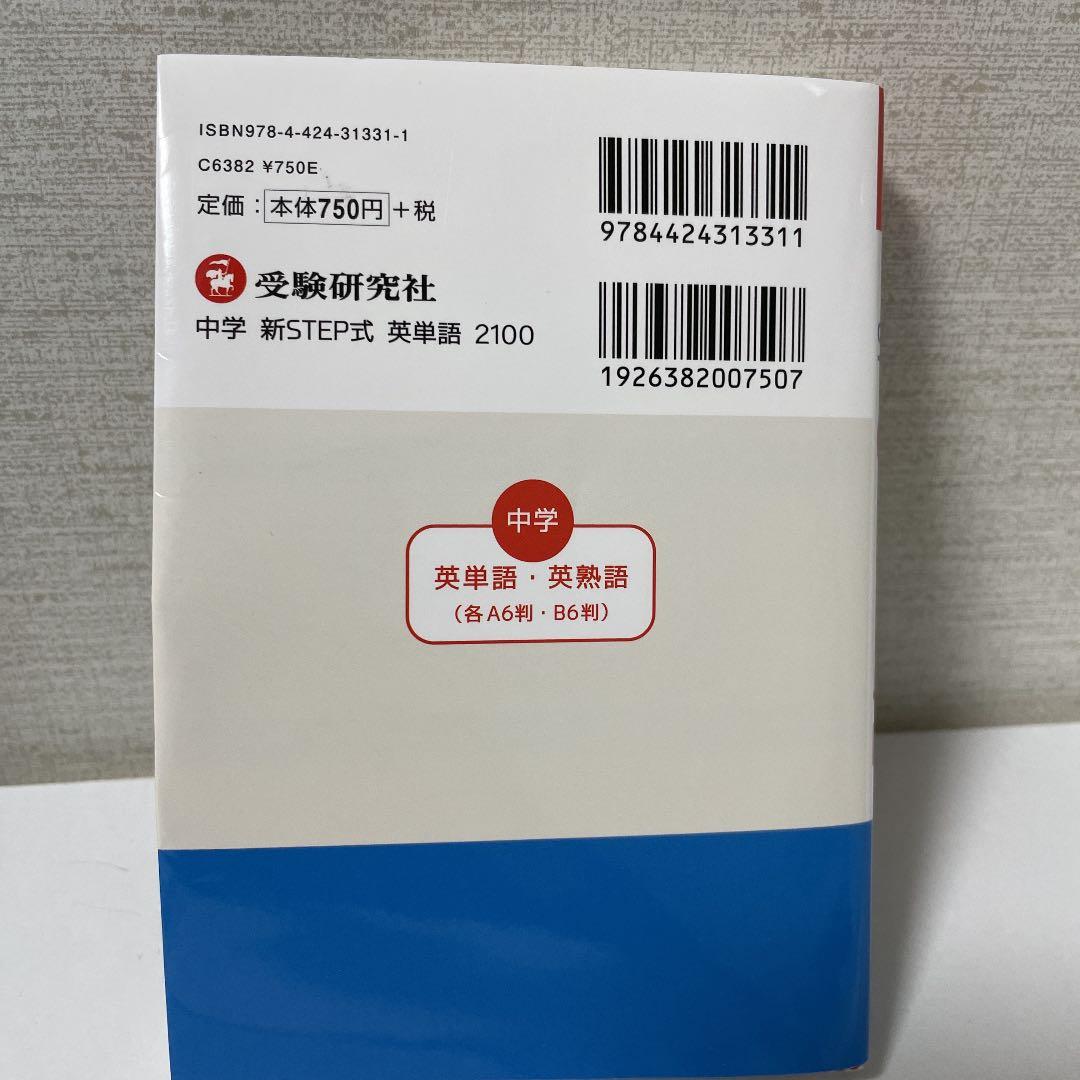 ISBN978-4-424-31331-1
C6382 ¥750E
定価：本体750円＋税
受験研究社
中学 新STEP式 英単語 2100
9784424313311
1926382007507
中学
英単語・英熟語
（各A6判・B6判）